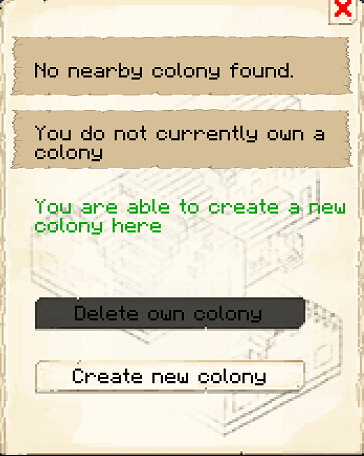 No nearby colony found.
You do not currently own a
colony
You are able to create a new
colony here
Delete own colony
Create new colony